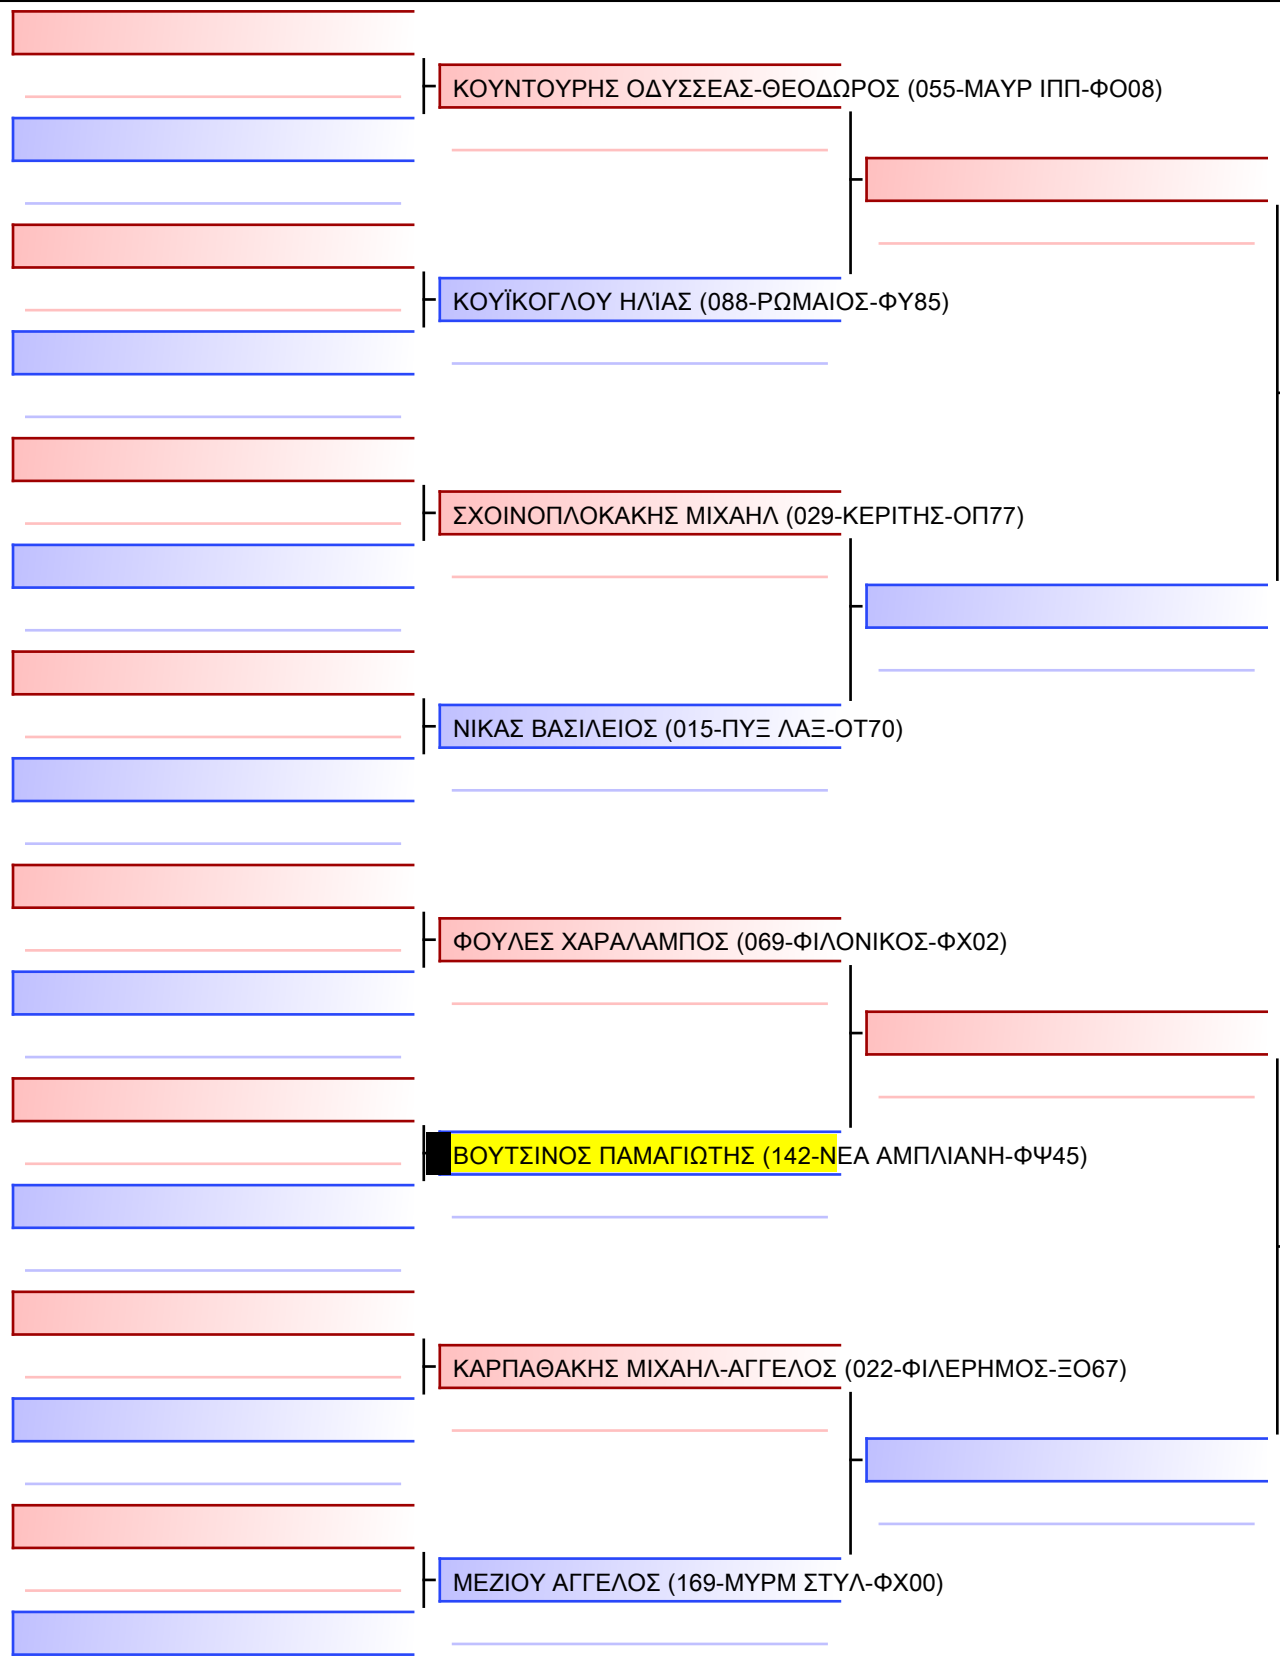 ΚΟΥΝΤΟΥΡΗΣ ΟΔΥΣΣΕΑΣ-ΘΕΟΔΩΡΟΣ (055-ΜΑΥΡ ΙΠΠ-ΦΟ08)
ΚΟΥΪΚΟΓΛΟΥ ΗΛΊΑΣ (088-ΡΩΜΑΙΟΣ-ΦΥ85)
ΣΧΟΙΝΟΠΛΟΚΑΚΗΣ ΜΙΧΑΗΛ (029-ΚΕΡΙΤΗΣ-ΟΠ77)
ΝΙΚΑΣ ΒΑΣΙΛΕΙΟΣ (015-ΠΥΞ ΛΑΞ-ΟΤ70)
ΦΟΥΛΕΣ ΧΑΡΑΛΑΜΠΟΣ (069-ΦΙΛΟΝΙΚΟΣ-ΦΧ02)
ΒΟΥΤΣΙΝΟΣ ΠΑΜΑΓΙΩΤΗΣ (142-ΝΕΑ ΑΜΠΛΙΑΝΗ-ΦΨ45)
ΚΑΡΠΑΘΑΚΗΣ ΜΙΧΑΗΛ-ΑΓΓΕΛΟΣ (022-ΦΙΛΕΡΗΜΟΣ-ΞΟ67)
ΜΕΖΙΟΥ ΑΓΓΕΛΟΣ (169-ΜΥΡΜ ΣΤΥΛ-ΦΧ00)